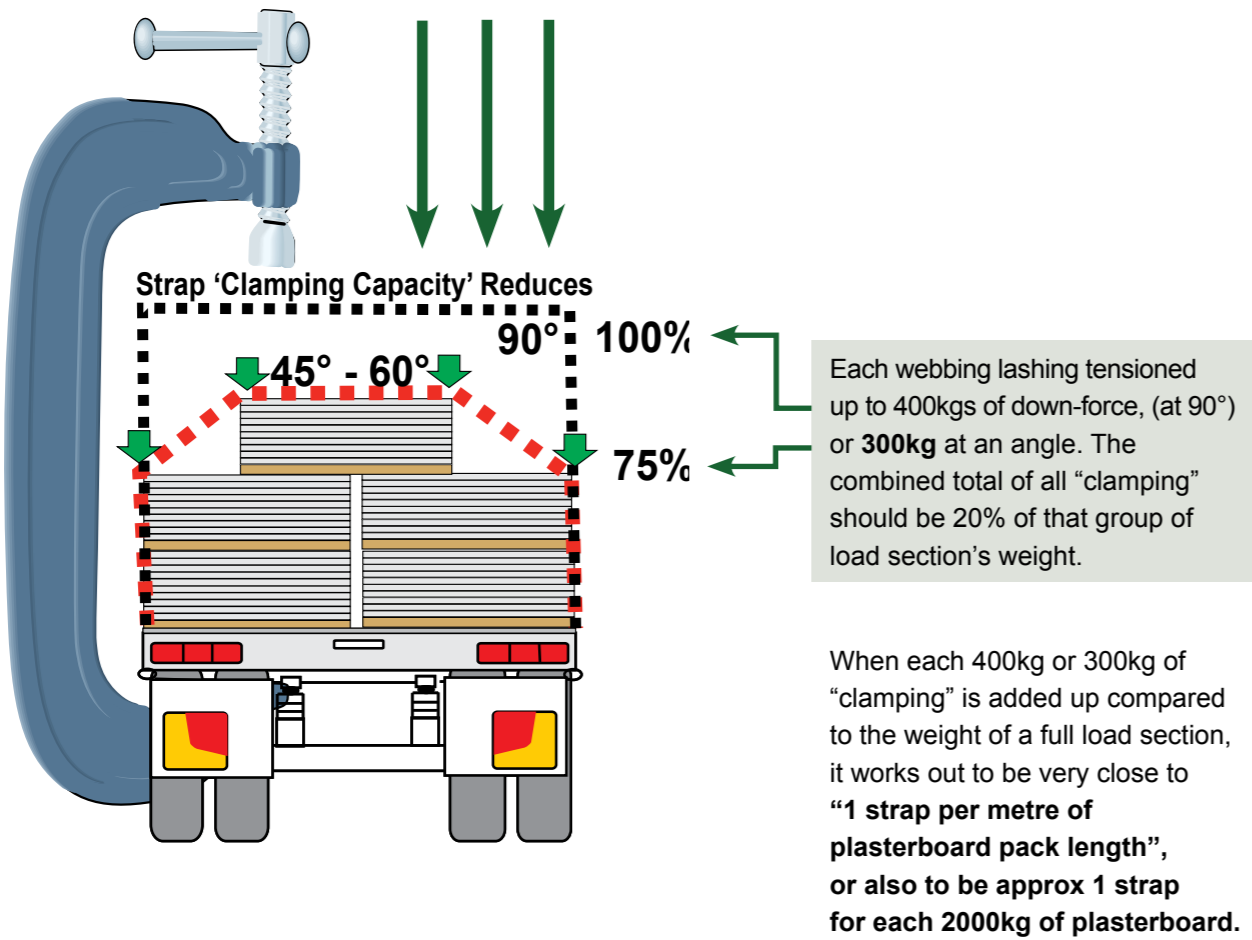 Strap ‘Clamping Capacity’ Reduces
90° 100%
45° - 60°
75%
Each webbing lashing tensioned
up to 400kgs of down-force, (at 90°)
or 300kg at an angle. The
combined total of all “clamping”
should be 20% of that group of
load section’s weight.
When each 400kg or 300kg of
“clamping” is added up compared
to the weight of a full load section,
it works out to be very close to
“1 strap per metre of
plasterboard pack length”,
or also to be approx 1 strap
for each 2000kg of plasterboard.